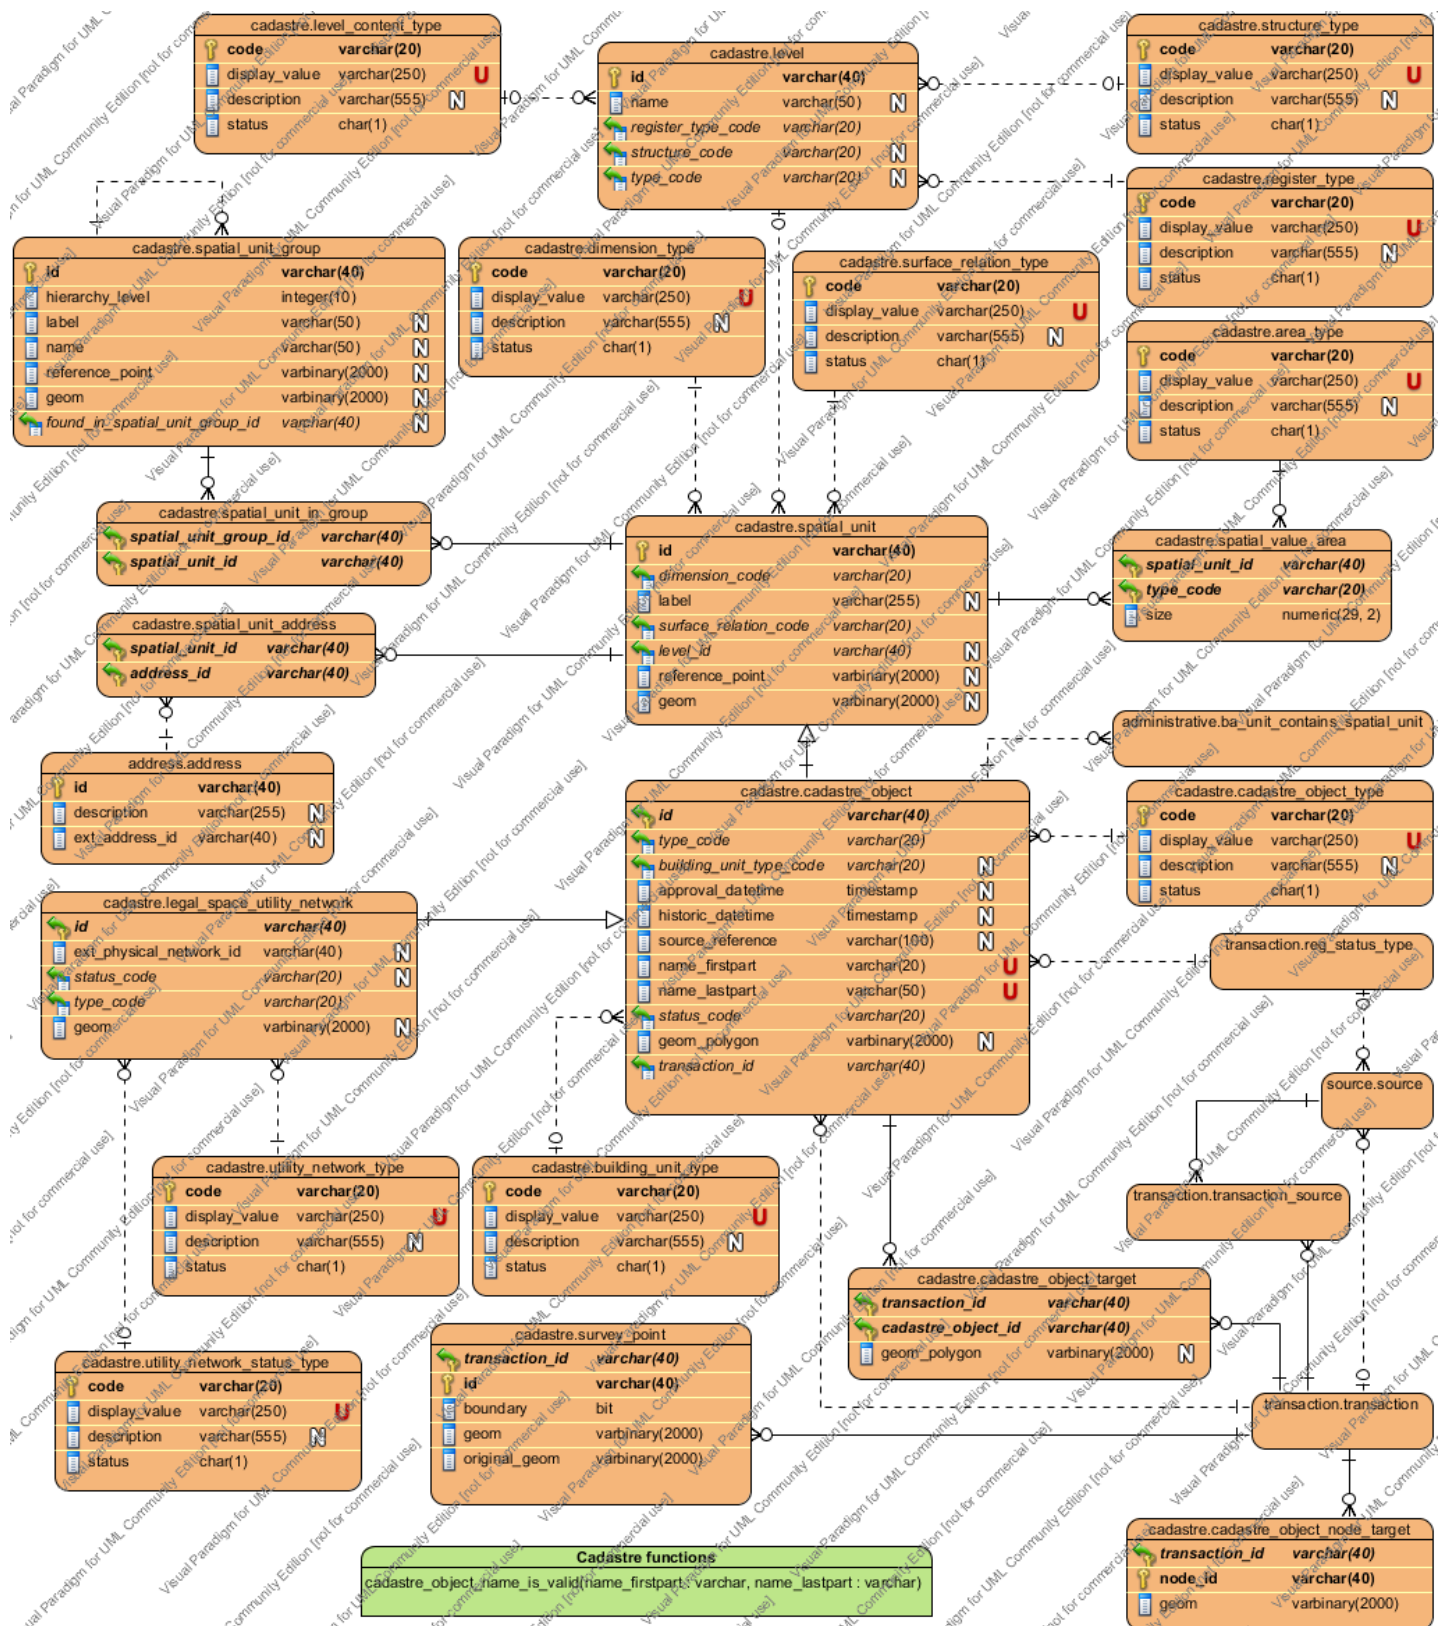 cadastre.level_content_type
code varchar(20)
display_value varchar(250) U
description varchar(555) N
status char(1)
cadastre.level
id varchar(40)
name varchar(50) N
register_type_code varchar(20)
structure_code varchar(20) N
type_code varchar(20) N
cadastre.structure_type
code varchar(20)
display_value varchar(250) U
description varchar(555) N
status char(1)
cadastre.register_type
code varchar(20)
display_value varchar(250) U
description varchar(555) N
status char(1)
cadastre.spatial_unit_group
id varchar(40)
hierarchy_level integer(10)
label varchar(50) N
name varchar(50) N
reference_point varbinary(2000) N
geom varbinary(2000) N
found_in_spatial_unit_group_id varchar(40) N
cadastre.dimension_type
code varchar(20)
display_value varchar(250) U
description varchar(555) N
status char(1)
cadastre.surface_relation_type
code varchar(20)
display_value varchar(250) U
description varchar(555) N
status char(1)
cadastre.area_type
code varchar(20)
display_value varchar(250) U
description varchar(555) N
status char(1)
cadastre.spatial_unit_in_group
spatial_unit_group_id varchar(40)
spatial_unit_id varchar(40)
cadastre.spatial_unit
id varchar(40)
dimension_code varchar(20)
label varchar(255) N
surface_relation_code varchar(20)
level_id varchar(40) N
reference_point varbinary(2000) N
geom varbinary(2000) N
cadastre.spatial_value_area
spatial_unit_id varchar(40)
type_code varchar(20)
size numeric(29, 2)
cadastre.spatial_unit_address
spatial_unit_id varchar(40)
address_id varchar(40)
administrative.ba_unit_contains_spatial_unit
address.address
id varchar(40)
description varchar(255) N
ext_address_id varchar(40) N
cadastre.cadastre_object
id varchar(40)
type_code varchar(20)
building_unit_type_code varchar(20) N
approval_datetime timestamp N
historic_datetime timestamp N
source_reference varchar(100) N
name_firstpart varchar(20) U
name_lastpart varchar(50) U
status_code varchar(20)
geom_polygon varbinary(2000) N
transaction_id varchar(40)
cadastre.cadastre_object_type
code varchar(20)
display_value varchar(250) U
description varchar(555) N
status char(1)
cadastre.legal_space_utility_network
id varchar(40)
ext_physical_network_id varchar(40) N
status_code varchar(20) N
type_code varchar(20)
geom varbinary(2000) N
transaction.reg_status_type
source.source
cadastre.utility_network_type
code varchar(20)
display_value varchar(250) U
description varchar(555) N
status char(1)
cadastre.building_unit_type
code varchar(20)
display_value varchar(250) U
description varchar(555) N
status char(1)
transaction.transaction_source
cadastre.cadastre_object_target
transaction_id varchar(40)
cadastre_object_id varchar(40)
geom_polygon varbinary(2000) N
cadastre.utility_network_status_type
code varchar(20)
display_value varchar(250) U
description varchar(555) N
status char(1)
cadastre.survey_point
transaction_id varchar(40)
id varchar(40)
boundary bit
geom varbinary(2000)
original_geom varbinary(2000)
transaction.transaction
cadastre.cadastre_object_node_target
transaction_id varchar(40)
node_id varchar(40)
geom varbinary(2000)
Cadastre functions
cadastre_object_name_is_valid(name_firstpart : varchar, name_lastpart : varchar)
Visual Paradigm for UML Community Edition [not for commercial use]